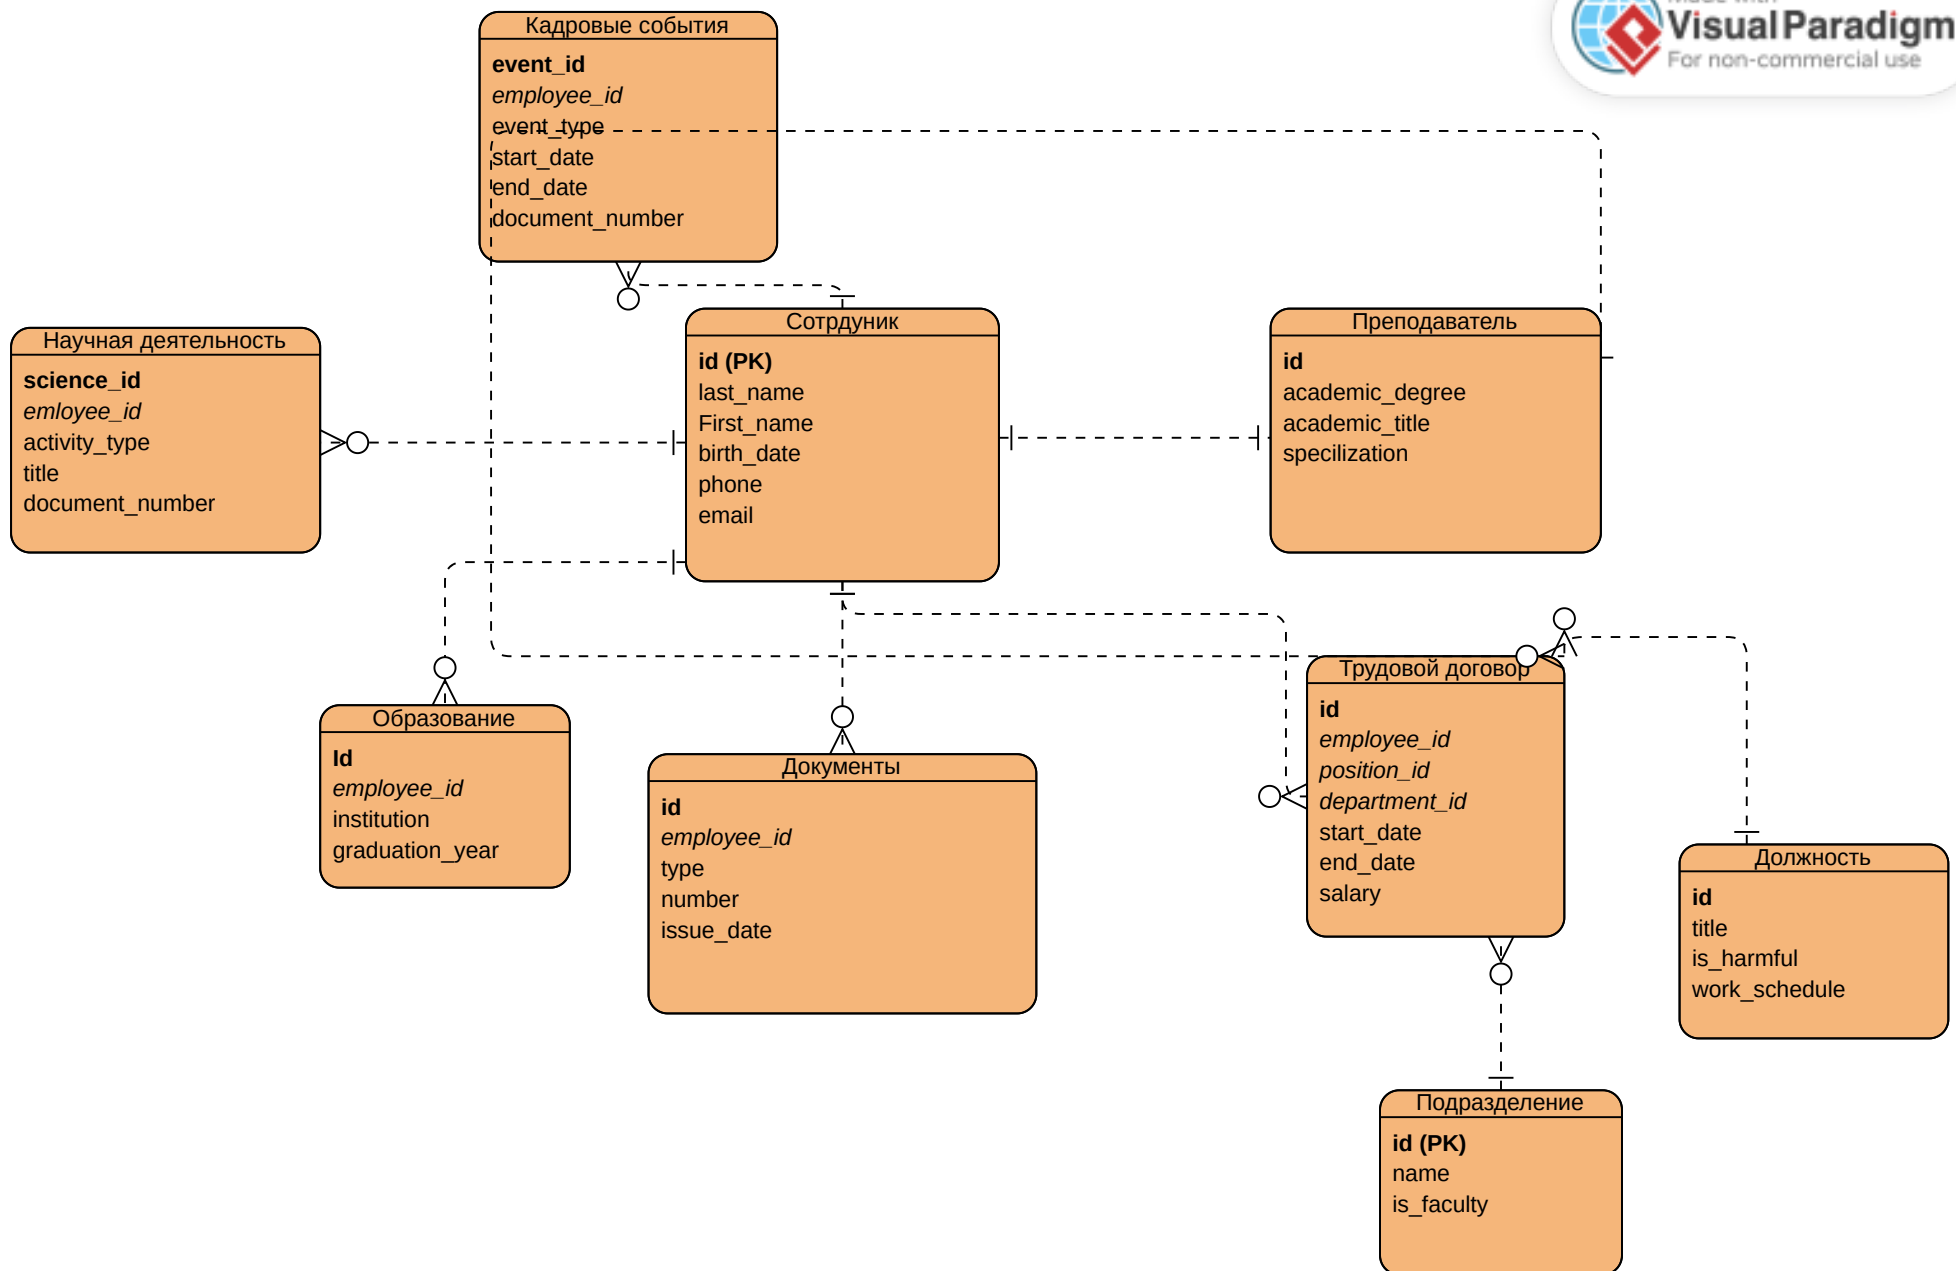 Кадровые события
event_id
employee_id
event_type
start_date
end_date
document_number
Made with
Visual Paradigm
For non-commercial use
Научная деятельность
science_id
emloyee_id
activity_type
title
document_number
Сотрдуник
id (PK)
last_name
First_name
birth_date
phone
email
Преподаватель
id
academic_degree
academic_title
specilization
Образование
Id
employee_id
institution
graduation_year
Документы
id
employee_id
type
number
issue_date
Трудовой договор
id
employee_id
position_id
department_id
start_date
end_date
salary
Должность
id
title
is_harmful
work_schedule
Подразделение
id (PK)
name
is_faculty